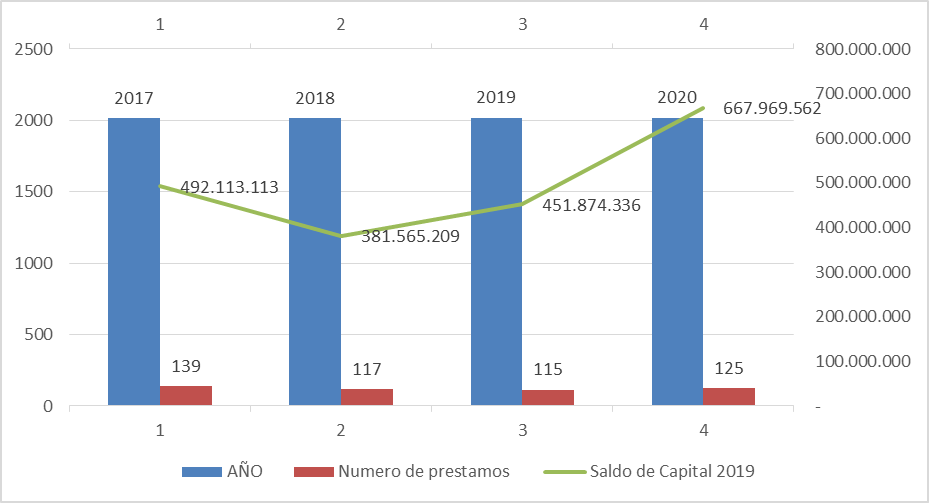 1 2 3 4
2500 800.000.000
2017 2018 2019 2020 700.000.000
2000 667.969.562 600.000.000
1500 492.113.113 451.874.336 500.000.000
381.565.209 400.000.000
1000 300.000.000
500 200.000.000
139 117 115 125 100.000.000
0 -
1 2 3 4
AÑO Numero de prestamos Saldo de Capital 2019